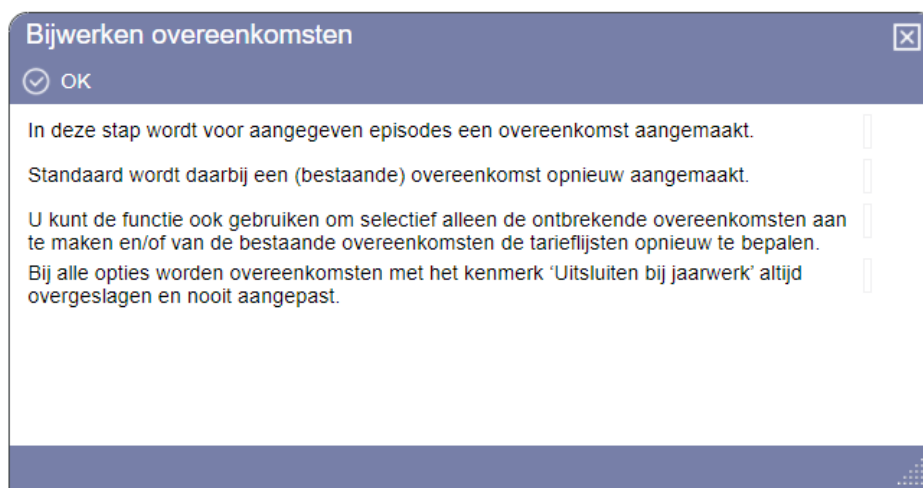 Bijwerken overeenkomsten
OK
In deze stap wordt voor aangegeven episodes een overeenkomst aangemaakt.
Standaard wordt daarbij een (bestaande) overeenkomst opnieuw aangemaakt.
U kunt de functie ook gebruiken om selectief alleen de ontbrekende overeenkomsten aan
te maken en/of van de bestaande overeenkomsten de tarieflijsten opnieuw te bepalen.
Bij alle opties worden overeenkomsten met het kenmerk ‘Uitsluiten bij jaarwerk’ altijd
overgeslagen en nooit aangepast.